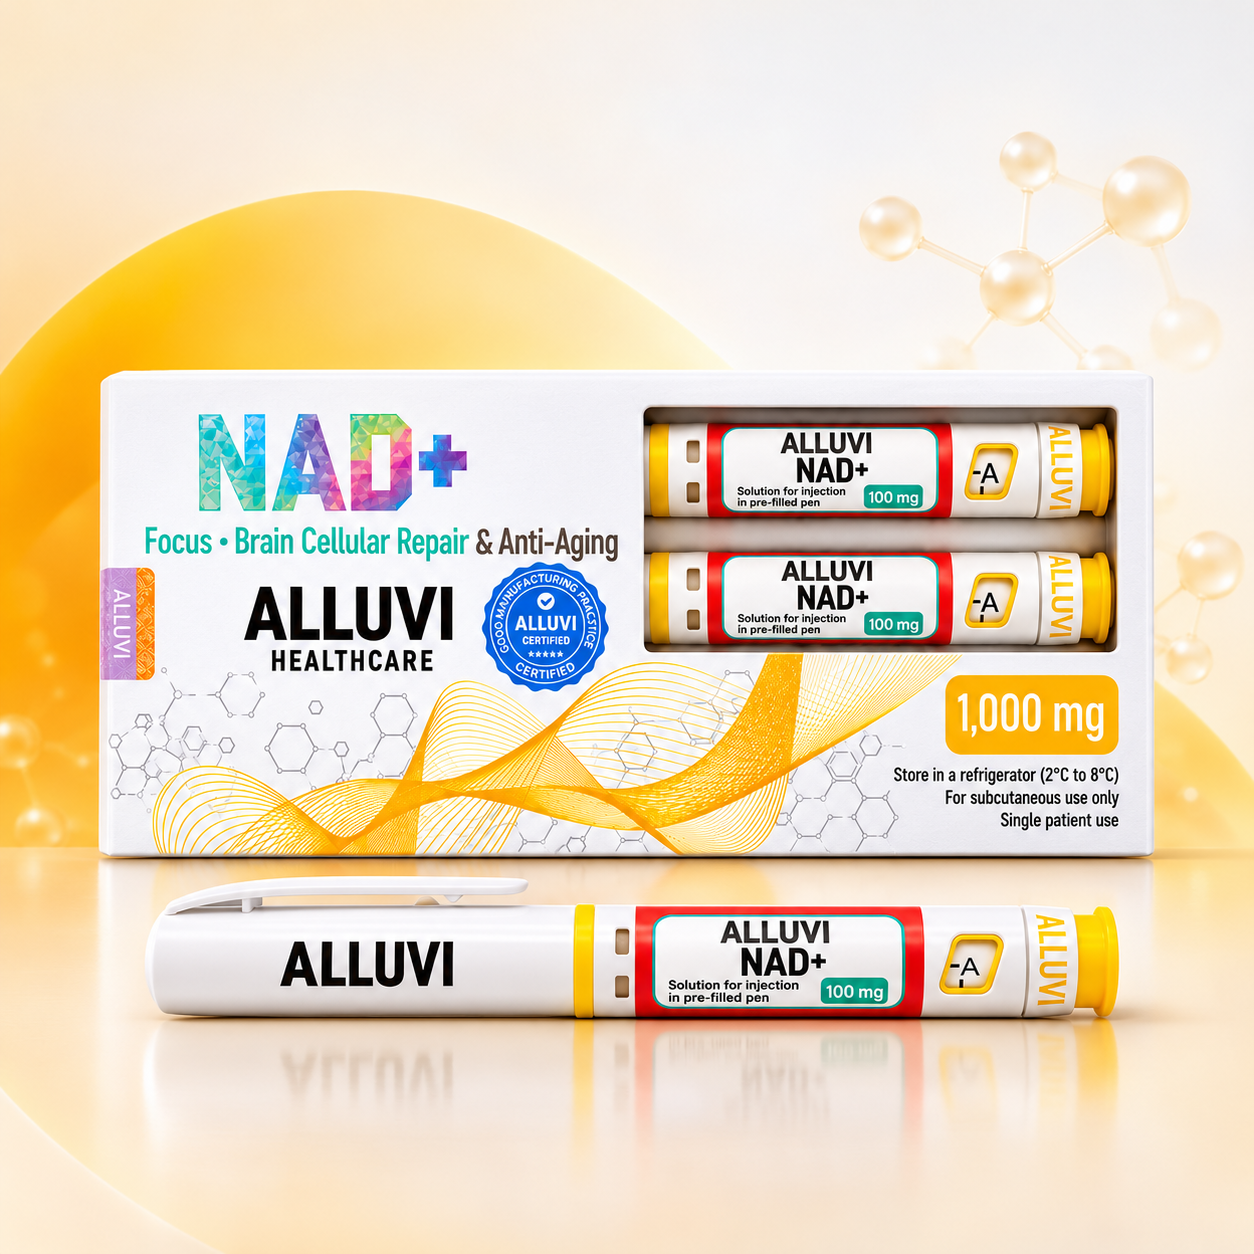 NAD+
Focus • Brain Cellular Repair & Anti-Aging
ALLUVI
HEALTHCARE
GOOD MAINUFACTURING PRACSTICE
ALLUVI
CERTIFIED
CERTIFIED
ALLUVI
ALLUVI
NAD+
Solution for injection
in pre-filled pen
100 mg
-A
ALLUVI
ALLUVI
NAD+
Solution for injection
in pre-filled pen
100 mg
-A
ALLUVI
1,000 mg
Store in a refrigerator (2°C to 8°C)
For subcutaneous use only
Single patient use
ALLUVI
ALLUVI
NAD+
Solution for injection
in pre-filled pen
100 mg
-A
ALLUVI